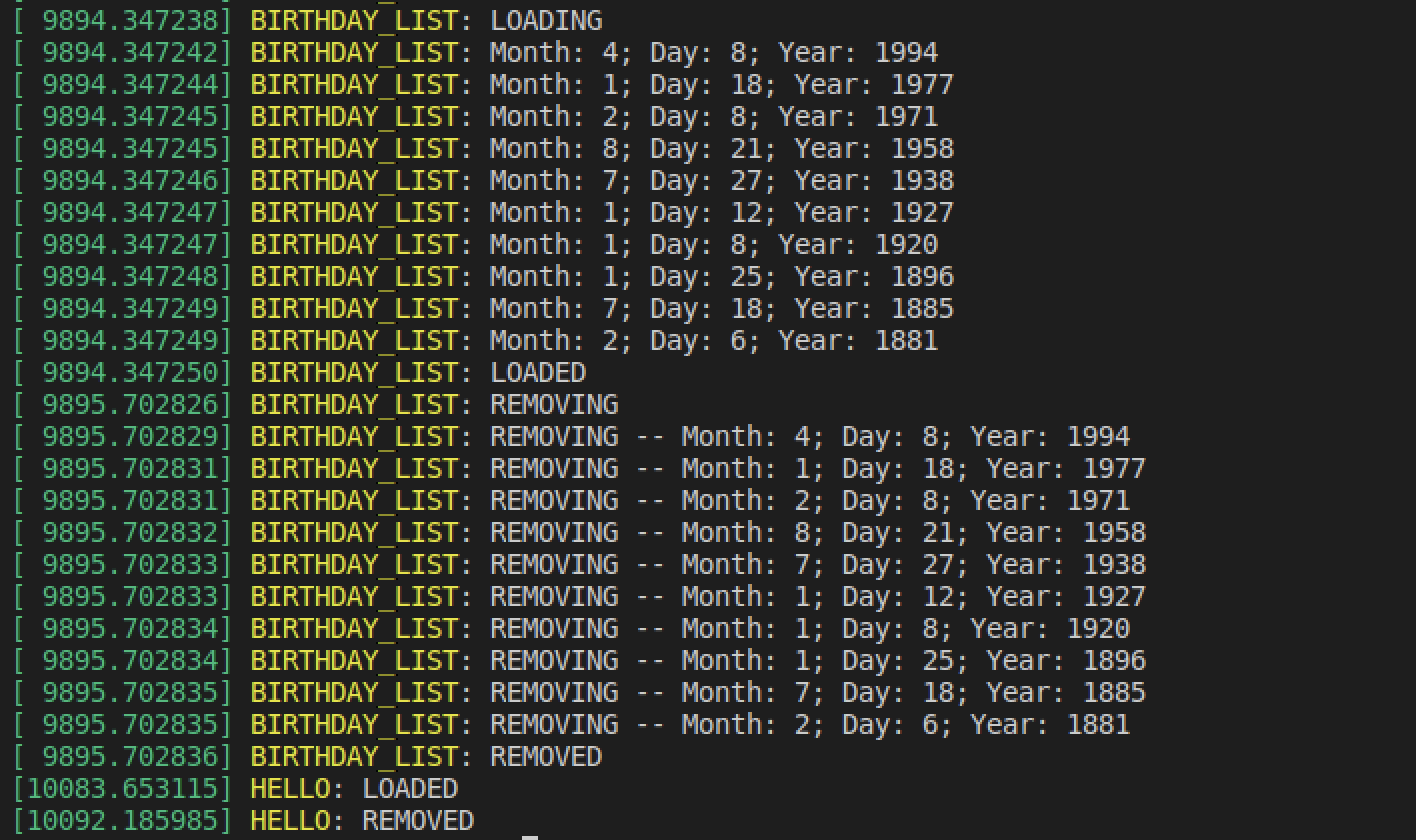 [ 9894.347238] BIRTHDAY_LIST: LOADING
[ 9894.347242] BIRTHDAY_LIST: Month: 4; Day: 8; Year: 1994
[ 9894.347244] BIRTHDAY_LIST: Month: 1; Day: 18; Year: 1977
[ 9894.347245] BIRTHDAY_LIST: Month: 2; Day: 8; Year: 1971
[ 9894.347245] BIRTHDAY_LIST: Month: 8; Day: 21; Year: 1958
[ 9894.347246] BIRTHDAY_LIST: Month: 7; Day: 27; Year: 1938
[ 9894.347247] BIRTHDAY_LIST: Month: 1; Day: 12; Year: 1927
[ 9894.347247] BIRTHDAY_LIST: Month: 1; Day: 8; Year: 1920
[ 9894.347248] BIRTHDAY_LIST: Month: 1; Day: 25; Year: 1896
[ 9894.347249] BIRTHDAY_LIST: Month: 7; Day: 18; Year: 1885
[ 9894.347249] BIRTHDAY_LIST: Month: 2; Day: 6; Year: 1881
[ 9894.347250] BIRTHDAY_LIST: LOADED
[ 9895.702826] BIRTHDAY_LIST: REMOVING
[ 9895.702829] BIRTHDAY_LIST: REMOVING -- Month: 4; Day: 8; Year: 1994
[ 9895.702831] BIRTHDAY_LIST: REMOVING -- Month: 1; Day: 18; Year: 1977
[ 9895.702831] BIRTHDAY_LIST: REMOVING -- Month: 2; Day: 8; Year: 1971
[ 9895.702832] BIRTHDAY_LIST: REMOVING -- Month: 8; Day: 21; Year: 1958
[ 9895.702833] BIRTHDAY_LIST: REMOVING -- Month: 7; Day: 27; Year: 1938
[ 9895.702833] BIRTHDAY_LIST: REMOVING -- Month: 1; Day: 12; Year: 1927
[ 9895.702834] BIRTHDAY_LIST: REMOVING -- Month: 1; Day: 8; Year: 1920
[ 9895.702834] BIRTHDAY_LIST: REMOVING -- Month: 1; Day: 25; Year: 1896
[ 9895.702835] BIRTHDAY_LIST: REMOVING -- Month: 7; Day: 18; Year: 1885
[ 9895.702835] BIRTHDAY_LIST: REMOVING -- Month: 2; Day: 6; Year: 1881
[ 9895.702836] BIRTHDAY_LIST: REMOVED
[10083.653115] HELLO: LOADED
[10092.185985] HELLO: REMOVED